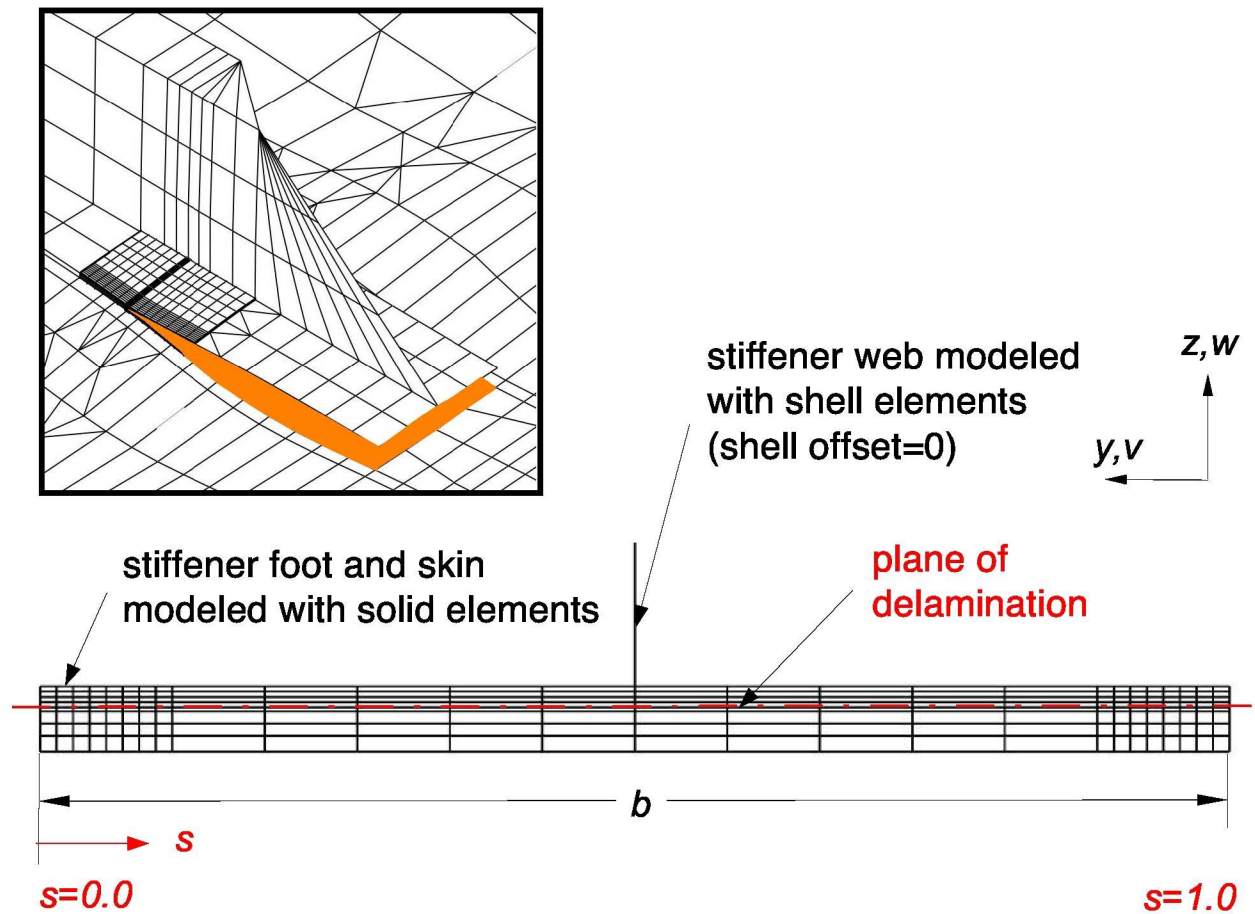 stiffener web modeled
with shell elements
(shell offset=0)
z,w
y,v
stiffener foot and skin
modeled with solid elements
plane of
delamination
b
s
s=0.0
s=1.0